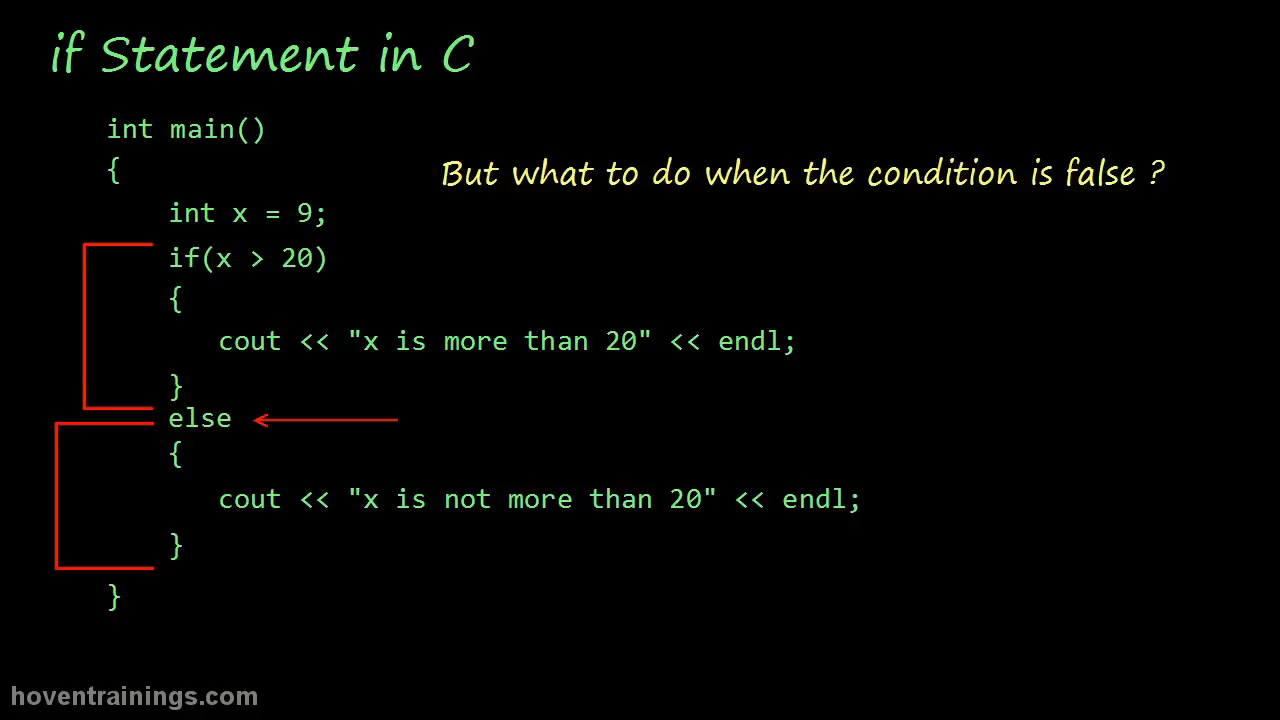 if Statement in C
int main()
{
But what to do when the condition is false ?
int x = 9;
if(x > 20)
{
cout << "x is more than 20" << endl;
}
else
{
cout << "x is not more than 20" << endl;
}
}
hoventrainings.com